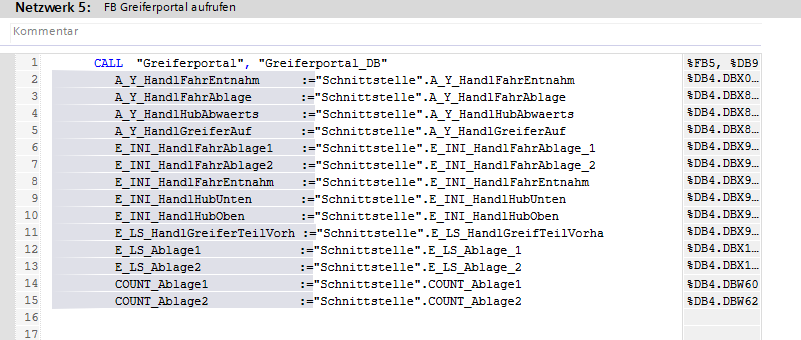 Netzwerk 5: FB Greiferportal aufrufen
Kommentar
1 CALL "Greiferportal", "Greiferportal_DB" %FB5, %DB9
2 A_Y_HandlFahrEntnahm :="Schnittstelle".A_Y_HandlFahrEntnahm %DB4.DBX0...
3 A_Y_HandlFahrAblage :="Schnittstelle".A_Y_HandlFahrAblage %DB4.DBX8...
4 A_Y_HandlHubAbwaerts :="Schnittstelle".A_Y_HandlHubAbwaerts %DB4.DBX8...
5 A_Y_HandlGreiferAuf :="Schnittstelle".A_Y_HandlGreiferAuf %DB4.DBX8...
6 E_INI_HandlFahrAblage1 :="Schnittstelle".E_INI_HandlFahrAblage_1 %DB4.DBX9...
7 E_INI_HandlFahrAblage2 :="Schnittstelle".E_INI_HandlFahrAblage_2 %DB4.DBX9...
8 E_INI_HandlFahrEntnahm :="Schnittstelle".E_INI_HandlFahrEntnahm %DB4.DBX9...
9 E_INI_HandlHubUnten :="Schnittstelle".E_INI_HandlHubUnten %DB4.DBX9...
10 E_INI_HandlHubOben :="Schnittstelle".E_INI_HandlHubOben %DB4.DBX9...
11 E_LS_HandlGreiferTeilVorh :="Schnittstelle".E_LS_HandlGreifTeilVorha %DB4.DBX9...
12 E_LS_Ablage1 :="Schnittstelle".E_LS_Ablage_1 %DB4.DBX1...
13 E_LS_Ablage2 :="Schnittstelle".E_LS_Ablage_2 %DB4.DBX1...
14 COUNT_Ablage1 :="Schnittstelle".COUNT_Ablage1 %DB4.DBW60
15 COUNT_Ablage2 :="Schnittstelle".COUNT_Ablage2 %DB4.DBW62
16
17